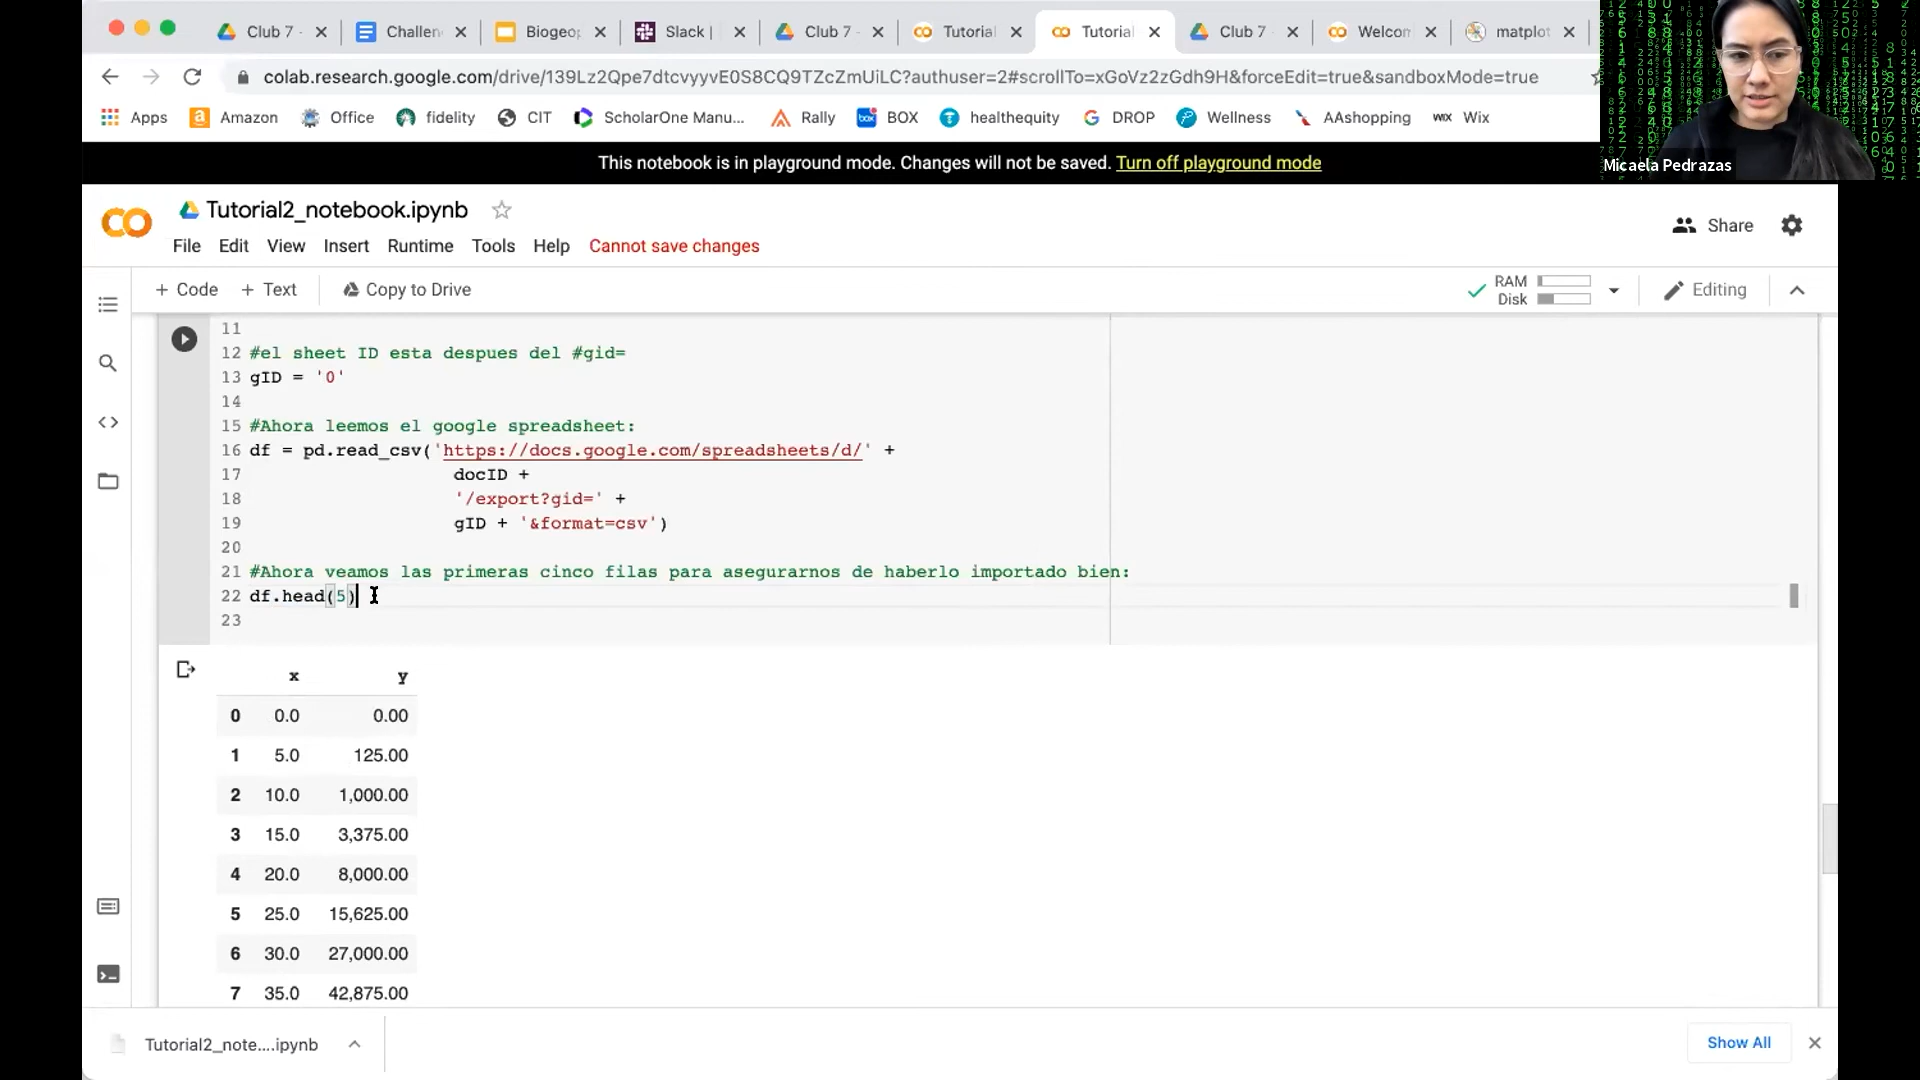 Club 7 -
Challen
Biogeo
Slack |
Club 7 -
Tutorial
Tutorial
Club 7
Welcom
matplot
colab.research.google.com/drive/139Lz2Qpe7dtcvyyvE0S8CQ9TZcZmUiLC?authuser=2#scrollTo=xGoVz2zGdh9H&forceEdit=true&sandboxMode=true
Apps
Amazon
Office
fidelity
CIT
ScholarOne Manu...
Rally
box
BOX
healthequity
DROP
Wellness
AAshopping
WIX
Wix
Micaela Pedrazas
This notebook is in playground mode. Changes will not be saved. Turn off playground mode
Tutorial2_notebook.ipynb
Share
File Edit View Insert Runtime Tools Help Cannot save changes
+ Code + Text Copy to Drive
RAM
Disk
Editing
11
12 #el sheet ID esta despues del #gid=
13 gID = '0'
14
15 #Ahora leemos el google spreadsheet:
16 df = pd.read_csv('https://docs.google.com/spreadsheets/d/' +
17 docID +
18 '/export?gid=' +
19 gID + '&format=csv')
20
21 #Ahora veamos las primeras cinco filas para asegurarnos de haberlo importado bien:
22 df.head(5)
23
x y
0 0.0 0.00
1 5.0 125.00
2 10.0 1,000.00
3 15.0 3,375.00
4 20.0 8,000.00
5 25.0 15,625.00
6 30.0 27,000.00
7 35.0 42,875.00
Tutorial2_note....ipynb
Show All